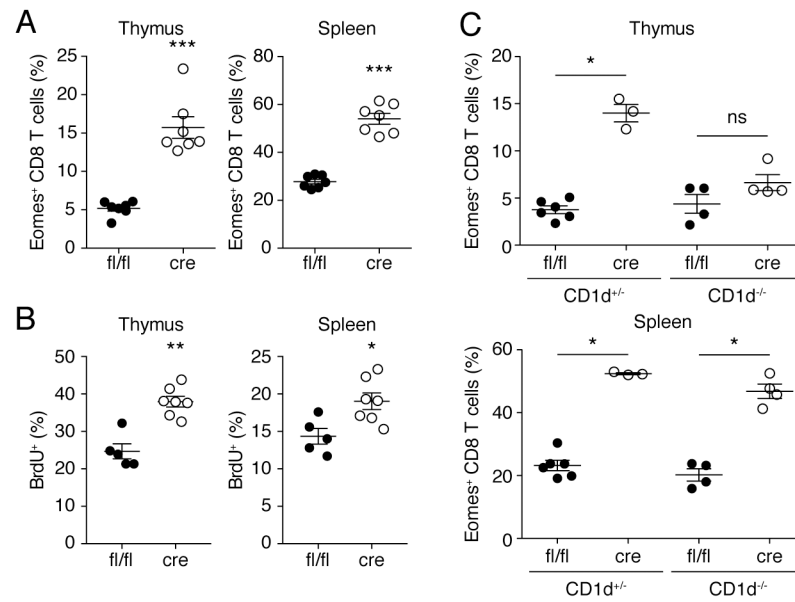 A
Thymus
***
Eomes⁺ CD8 T cells (%)
25
20
15
10
5
0
fl/fl cre
Spleen
***
Eomes⁺ CD8 T cells (%)
80
60
40
20
0
fl/fl cre
B
Thymus
**
BrdU⁺ (%)
50
40
30
20
10
0
fl/fl cre
Spleen
*
BrdU⁺ (%)
25
20
15
10
5
0
fl/fl cre
C
Thymus
* ns
Eomes⁺ CD8 T cells (%)
20
15
10
5
0
fl/fl cre fl/fl cre
CD1d⁺/⁻ CD1d⁻/⁻
Spleen
* *
Eomes⁺ CD8 T cells (%)
60
40
20
0
fl/fl cre fl/fl cre
CD1d⁺/⁻ CD1d⁻/⁻